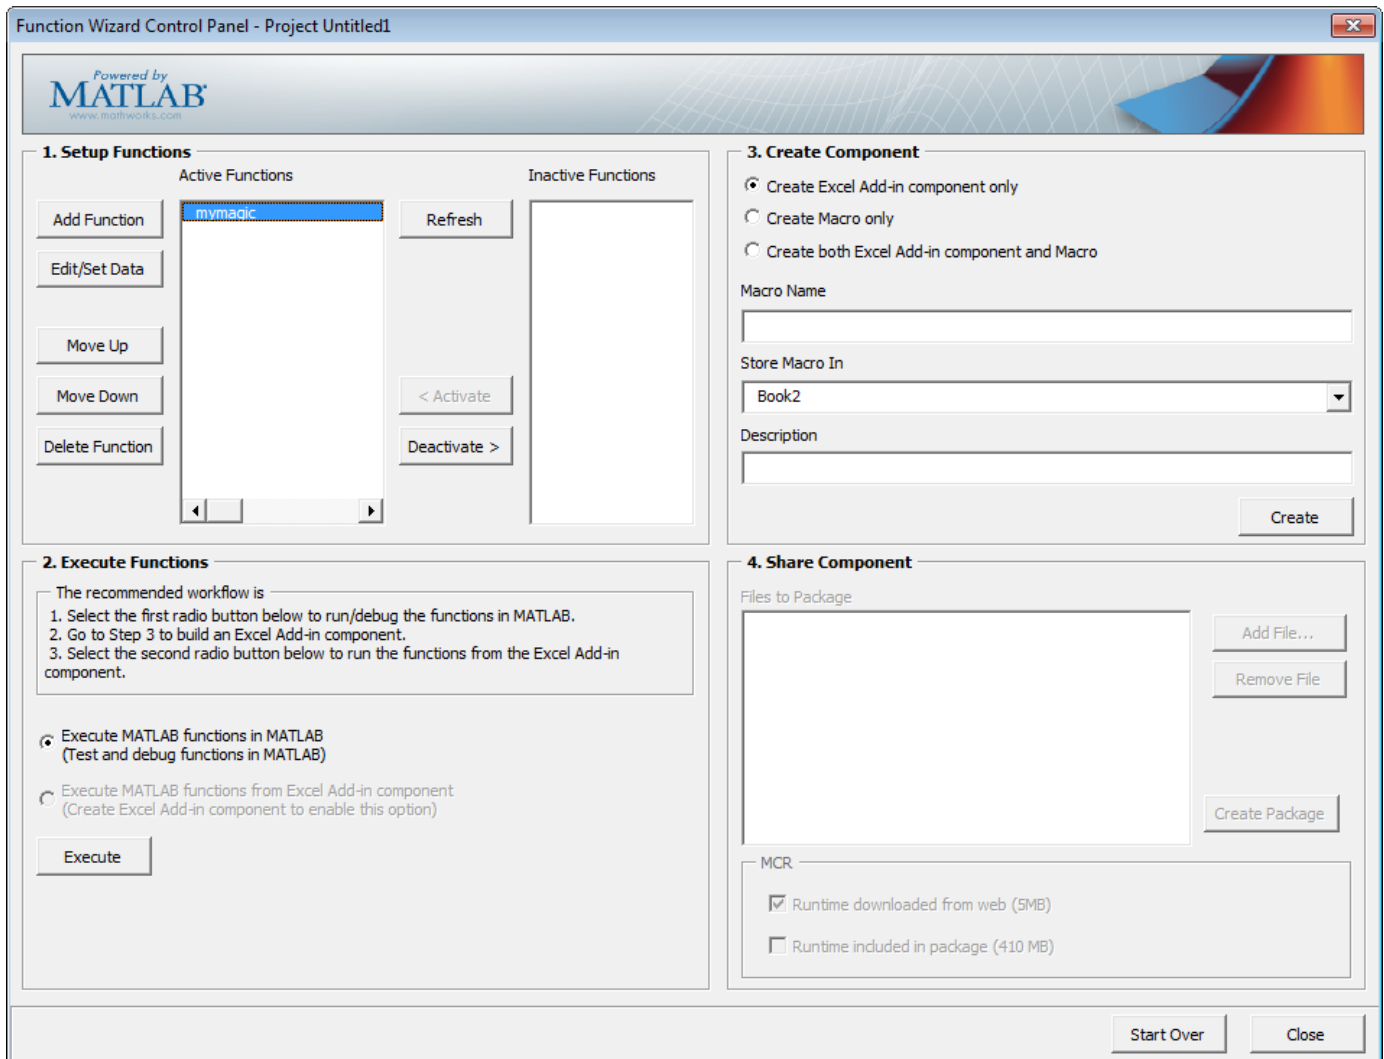 Function Wizard Control Panel - Project Untitled1
Powered by
MATLAB®
www.mathworks.com
1. Setup Functions
Active Functions
Inactive Functions
Add Function
mymagic
Refresh
Edit/Set Data
Move Up
Move Down
< Activate
Delete Function
Deactivate >
2. Execute Functions
The recommended workflow is
1. Select the first radio button below to run/debug the functions in MATLAB.
2. Go to Step 3 to build an Excel Add-in component.
3. Select the second radio button below to run the functions from the Excel Add-in
component.
Execute MATLAB functions in MATLAB
(Test and debug functions in MATLAB)
Execute MATLAB functions from Excel Add-in component
(Create Excel Add-in component to enable this option)
Execute
3. Create Component
Create Excel Add-in component only
Create Macro only
Create both Excel Add-in component and Macro
Macro Name
Store Macro In
Book2
Description
Create
4. Share Component
Files to Package
Add File...
Remove File
Create Package
MCR
Runtime downloaded from web (5MB)
Runtime included in package (410 MB)
Start Over
Close